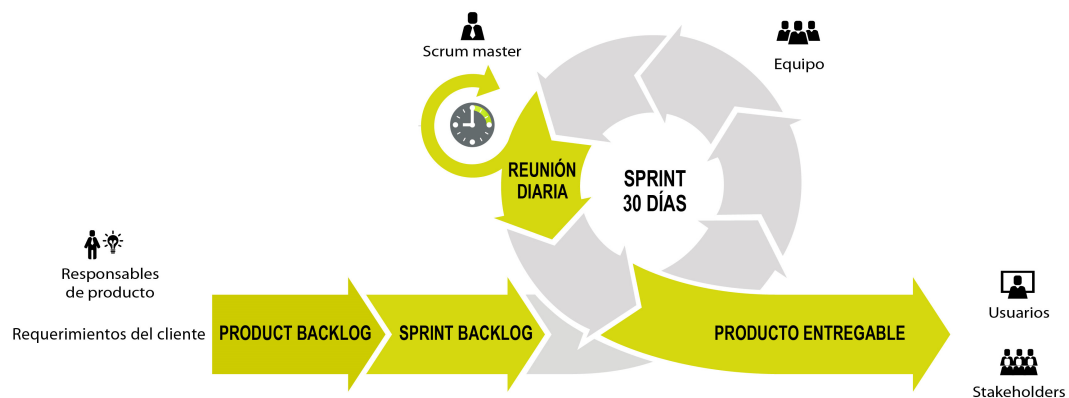 Scrum master
Equipo
REUNIÓN
DIARIA
SPRINT
30 DÍAS
Responsables
de producto
Requerimientos del cliente
PRODUCT BACKLOG
SPRINT BACKLOG
PRODUCTO ENTREGABLE
Usuarios
Stakeholders